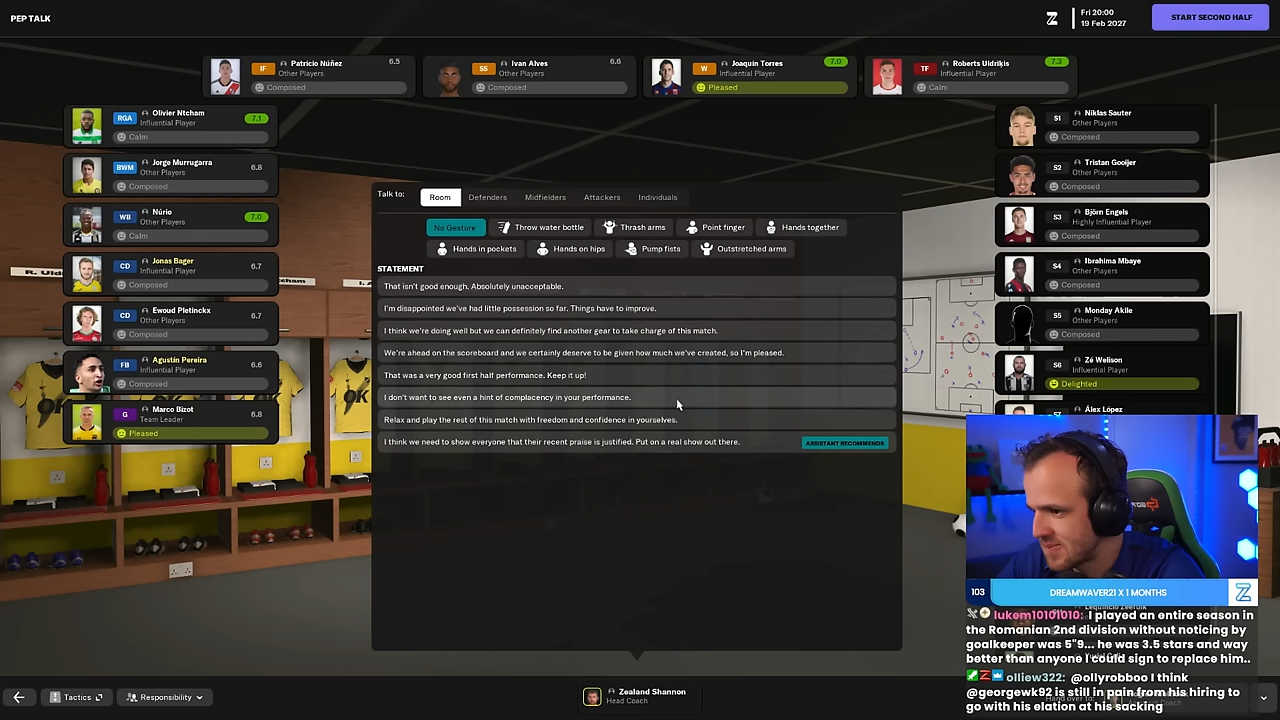 PEP TALK
Fri 20:00
19 Feb 2027
START SECOND HALF
IF
Patricio Núñez
6.5
Other Players
Composed
SS
Ivan Alves
6.6
Other Players
Composed
W
Joaquín Torres
7.0
Influential Player
Pleased
TF
Roberts Uldriķis
7.3
Influential Player
Calm
RGA
Olivier Ntcham
7.1
Influential Player
Calm
BWM
Jorge Murrugarra
6.8
Other Players
Composed
WB
Núrio
7.0
Other Players
Calm
CD
Jonas Bager
6.7
Influential Player
Composed
CD
Ewoud Pletinckx
6.7
Other Players
Composed
FB
Agustín Pereira
6.6
Other Players
Composed
G
Marco Bizot
6.8
Team Leader
Pleased
Talk to:
Room
Defenders
Midfielders
Attackers
Individuals
No Gesture
Throw water bottle
Thrash arms
Point finger
Hands together
Hands in pockets
Hands on hips
Pump fists
Outstretched arms
STATEMENT
That isn't good enough. Absolutely unacceptable.
I'm disappointed we've had little possession so far. Things have to improve.
I think we're doing well but we can definitely find another gear to take charge of this match.
We're ahead on the scoreboard and we certainly deserve to be given how much we've created, so I'm pleased.
That was a very good first half performance. Keep it up!
I don't want to see even a hint of complacency in your performance.
Relax and play the rest of this match with freedom and confidence in yourselves.
I think we need to show everyone that their recent praise is justified. Put on a real show out there.
ASSISTANT RECOMMENDS
S1
Niklas Sauter
Other Players
Composed
S2
Tristan Gooijer
Other Players
Composed
S3
Björn Engels
Highly Influential Player
Composed
S4
Ibrahima Mbaye
Other Players
Composed
S5
Monday Akile
Other Players
Composed
S6
Zé Welison
Influential Player
Delighted
Álex López
103
DREAMWAVER21 X 1 MONTHS
Z
lukem1010101010: I played an entire season in
the Romanian 2nd division without noticing by
goalkeeper was 5"9... he was 3.5 stars and way
better than anyone I could sign to replace him..
olliew322: @ollyrobboo I think
@georgewk92 is still in pain from his hiring to
go with his elation at his sacking
Tactics
Responsibility
Zealand Shannon
Head Coach